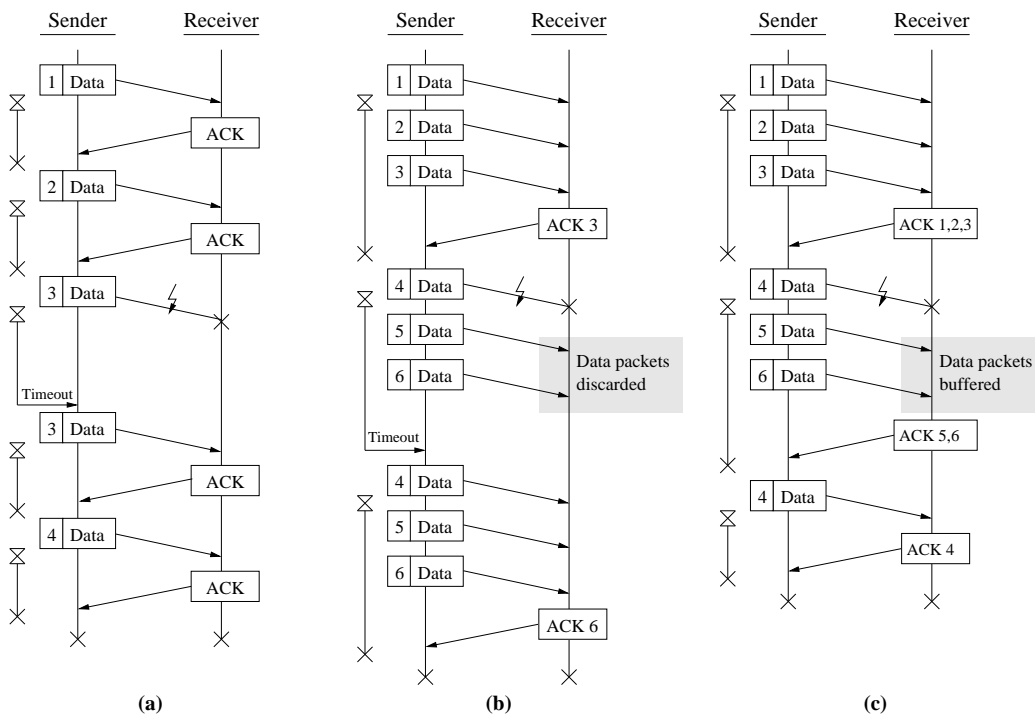 Sender Receiver
1 Data
ACK
2 Data
ACK
3 Data
Timeout
3 Data
ACK
4 Data
ACK
(a)
Sender Receiver
1 Data
2 Data
3 Data
ACK 3
4 Data
5 Data
Data packets
discarded
6 Data
Timeout
4 Data
5 Data
6 Data
ACK 6
(b)
Sender Receiver
1 Data
2 Data
3 Data
ACK 1,2,3
4 Data
5 Data
Data packets
buffered
6 Data
ACK 5,6
4 Data
ACK 4
(c)